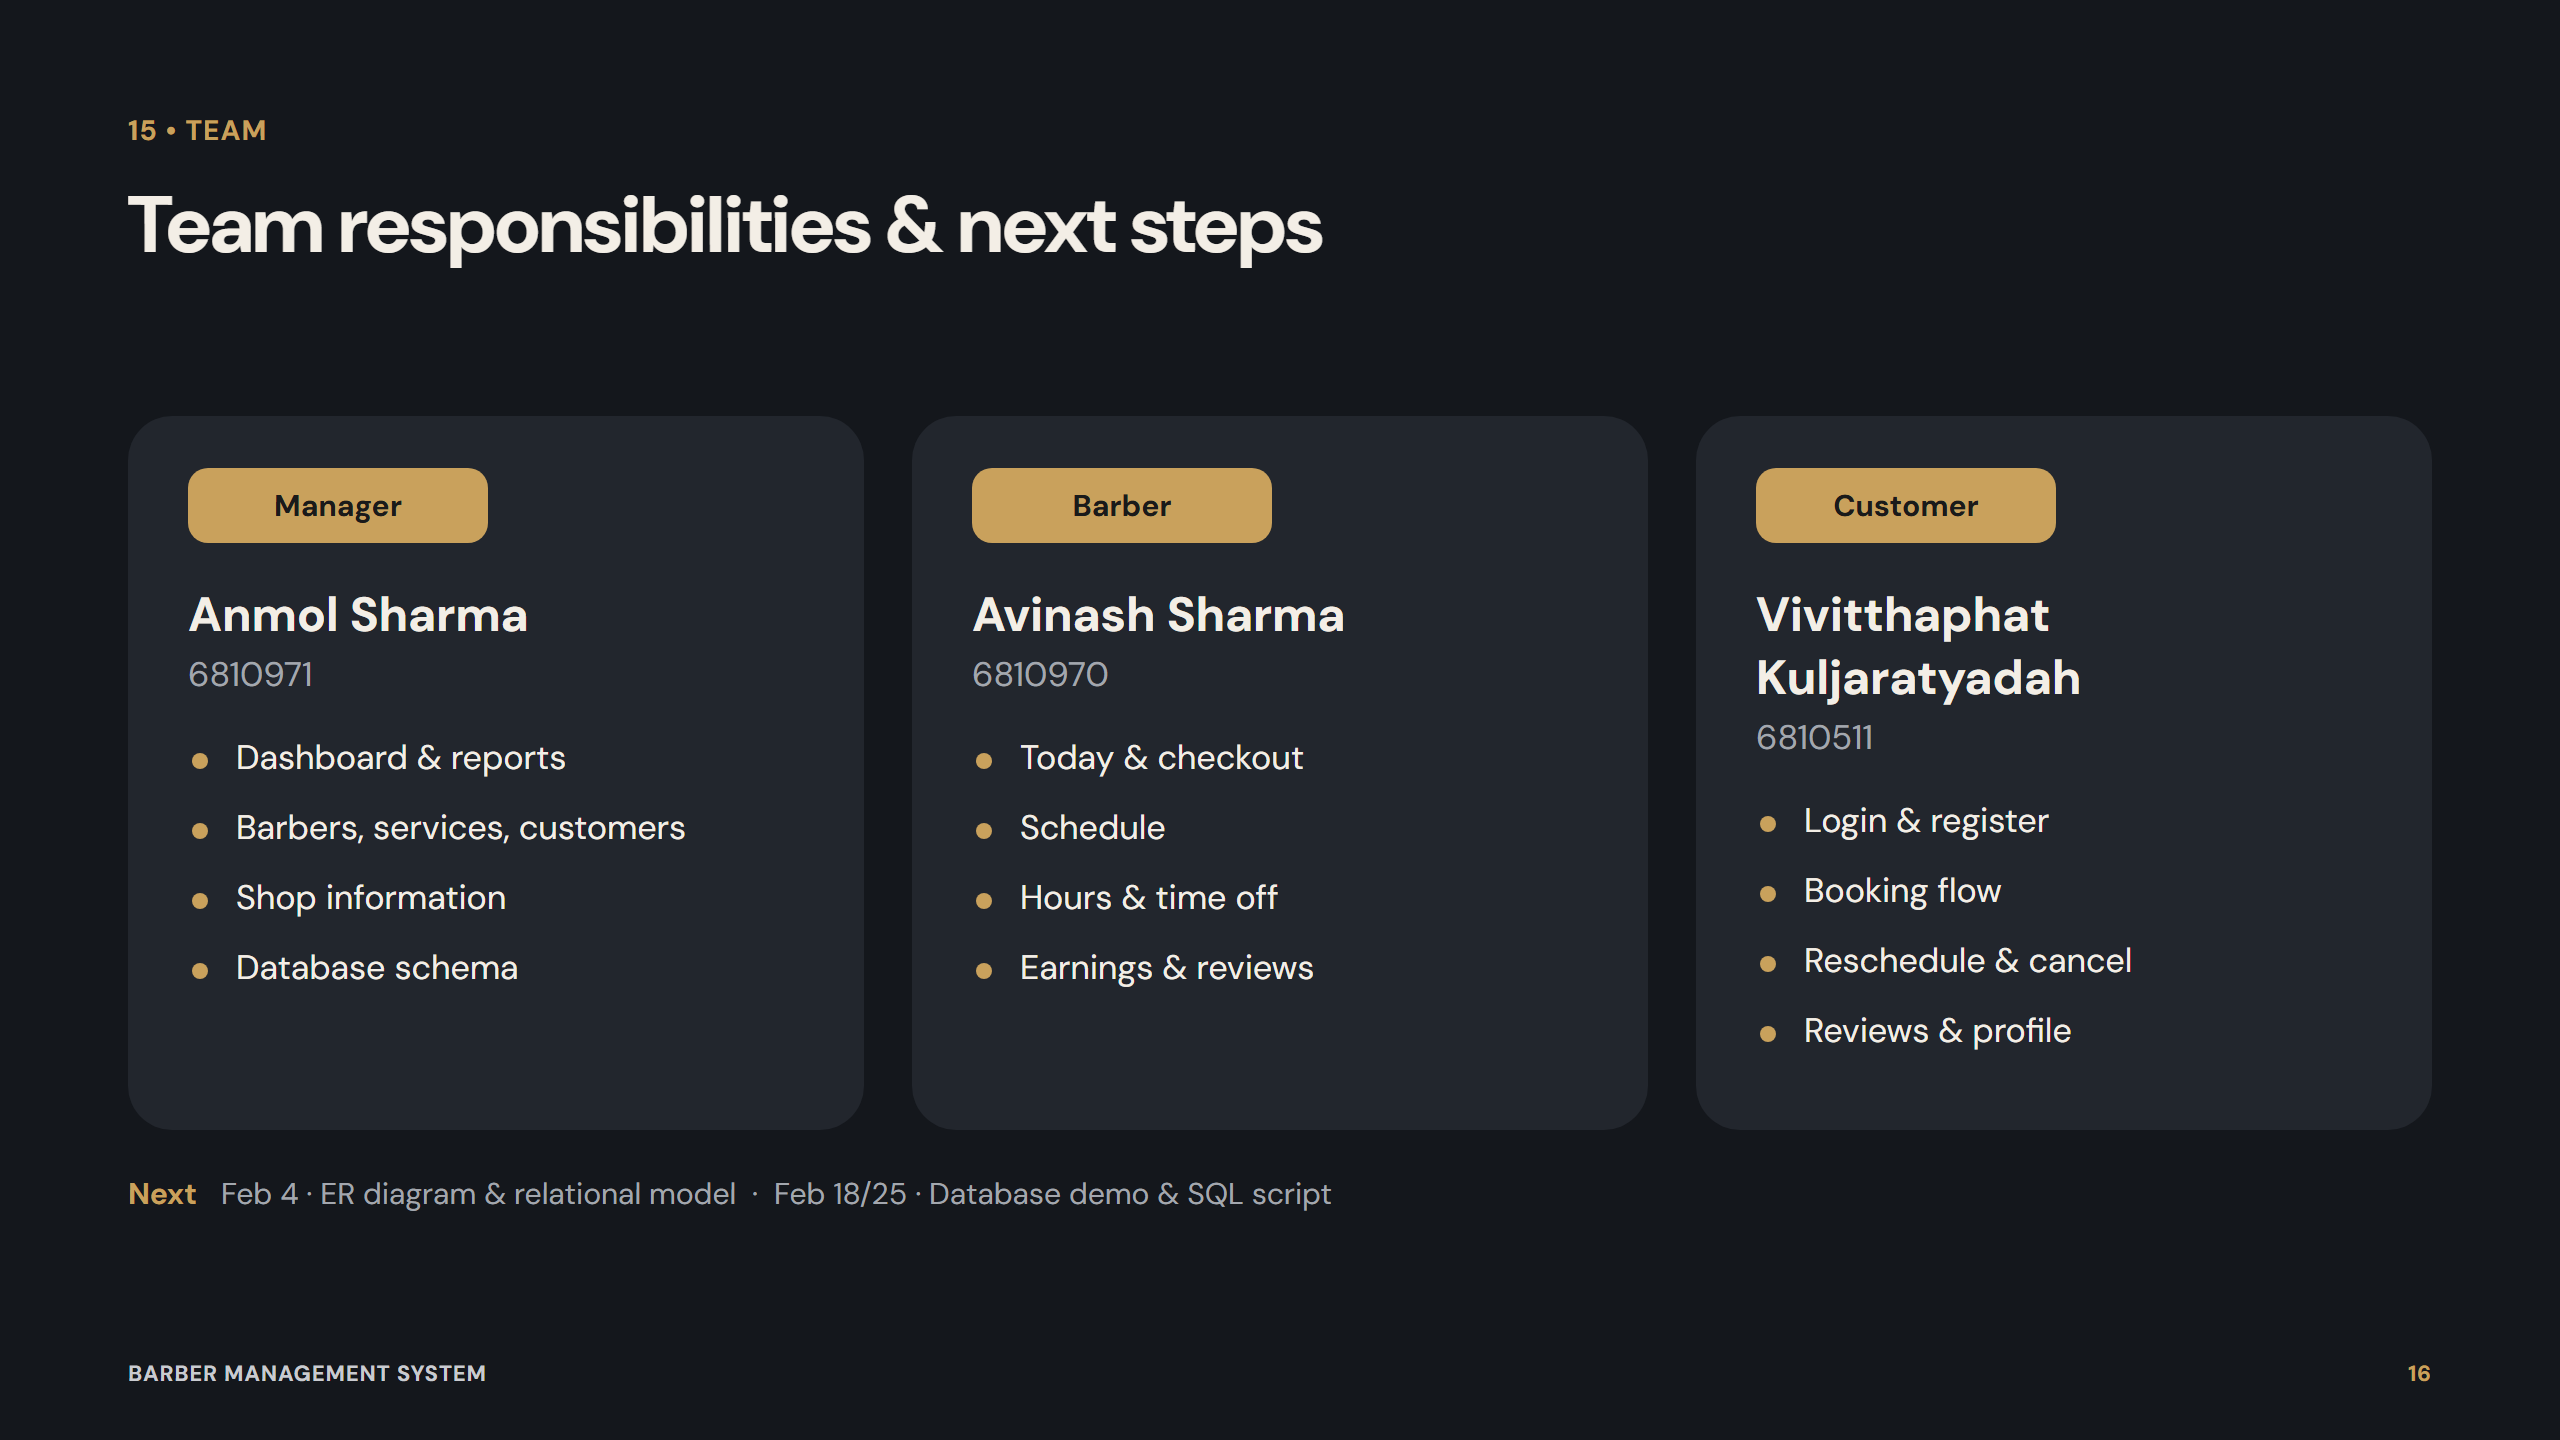 15 • TEAM
Team responsibilities & next steps
Manager
Anmol Sharma
6810971
• Dashboard & reports
• Barbers, services, customers
• Shop information
• Database schema
Barber
Avinash Sharma
6810970
• Today & checkout
• Schedule
• Hours & time off
• Earnings & reviews
Customer
Vivitthaphat
Kuljaratyadah
6810511
• Login & register
• Booking flow
• Reschedule & cancel
• Reviews & profile
Next Feb 4 · ER diagram & relational model · Feb 18/25 · Database demo & SQL script
BARBER MANAGEMENT SYSTEM
16